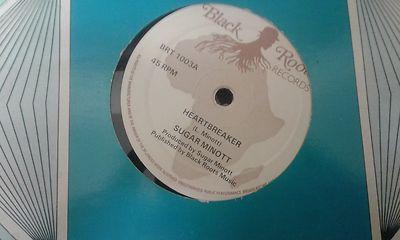 Black Roots
RECORDS
BRT 1003A
45 RPM
HEARTBREAKER
(L. Minott)
SUGAR MINOTT
Produced by Sugar Minott
Published by Black Roots Music